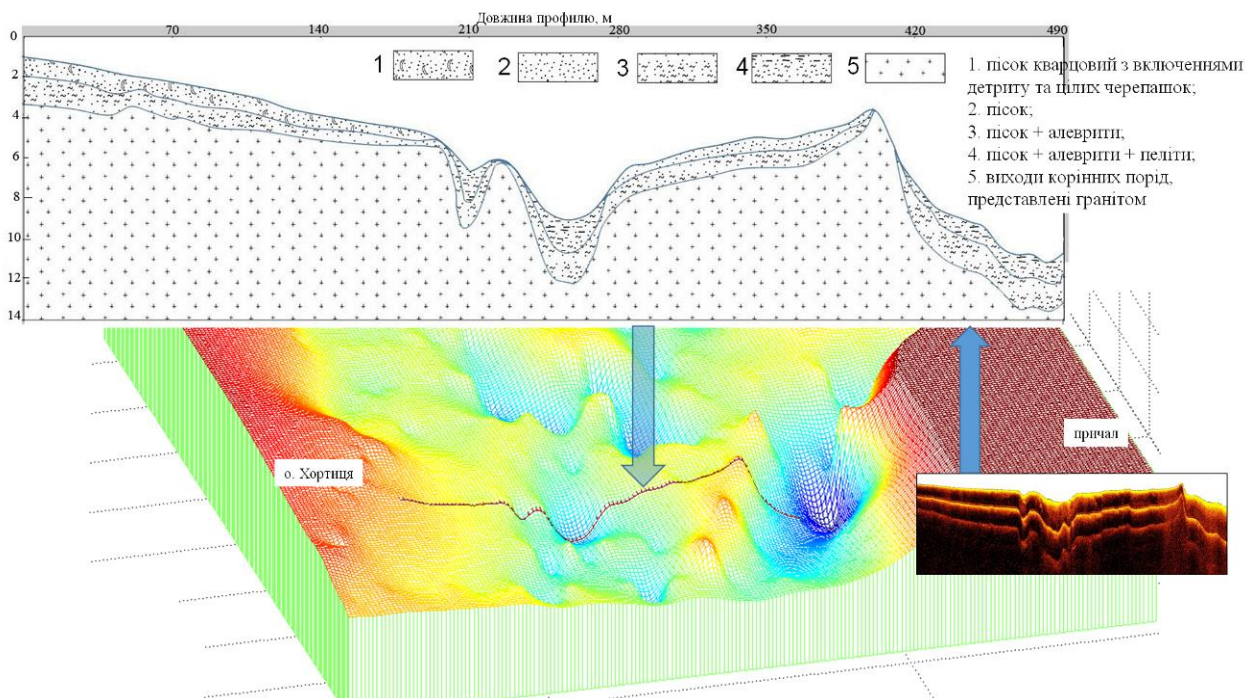 Довжина профилю, м
70 140 210 280 350 420 490
0
2
4
6
8
10
12
14
1 2 3 4 5
1. пісок кварцовий з включеннями
детриту та цілих черепашок;
2. пісок;
3. пісок + алеврити;
4. пісок + алеврити + пеліти;
5. виходи корінних порід,
представлені гранітом
о. Хортиця
причал